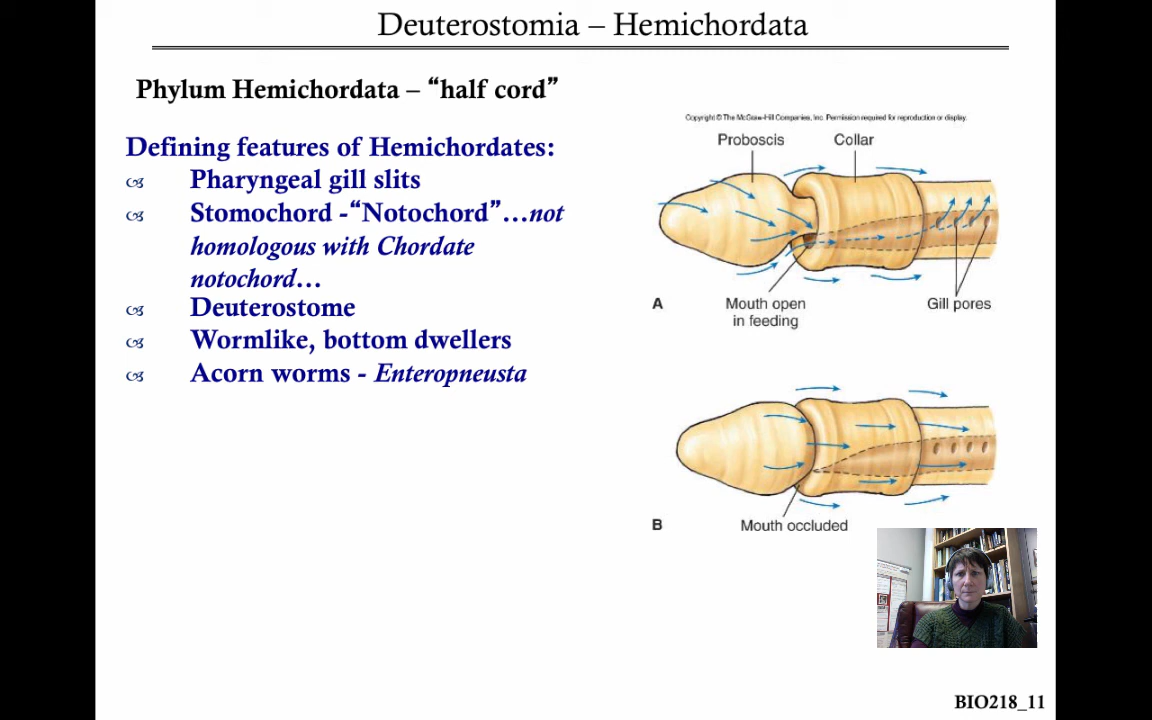 Deuterostomia – Hemichordata
Phylum Hemichordata – “half cord”
Defining features of Hemichordates:
Pharyngeal gill slits
Stomochord -“Notochord”…not
homologous with Chordate
notochord…
Deuterostome
Wormlike, bottom dwellers
Acorn worms - Enteropneusta
Copyright © The McGraw-Hill Companies, Inc. Permission required for reproduction or display.
Proboscis
Collar
A
Mouth open
in feeding
Gill pores
B
Mouth occluded
BIO218_11